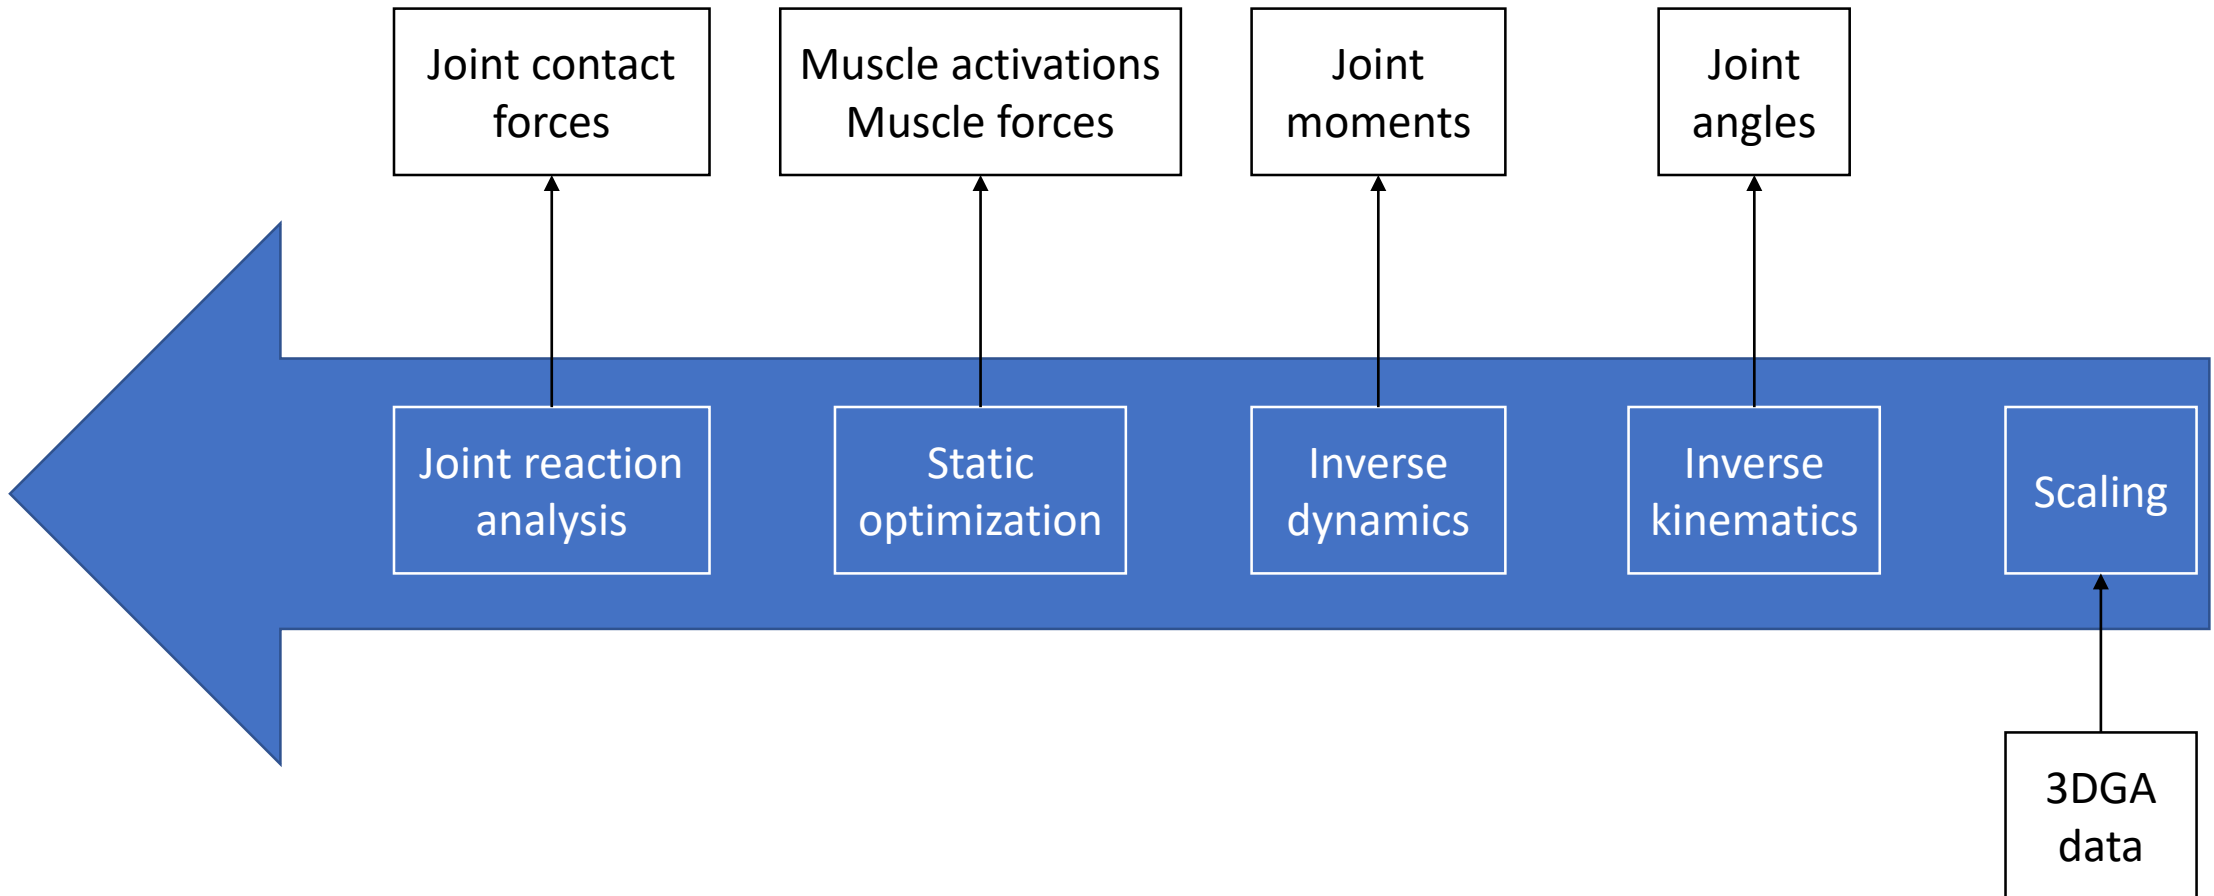 Joint contact
forces
Muscle activations
Muscle forces
Joint
moments
Joint
angles
Joint reaction
analysis
Static
optimization
Inverse
dynamics
Inverse
kinematics
Scaling
3DGA
data